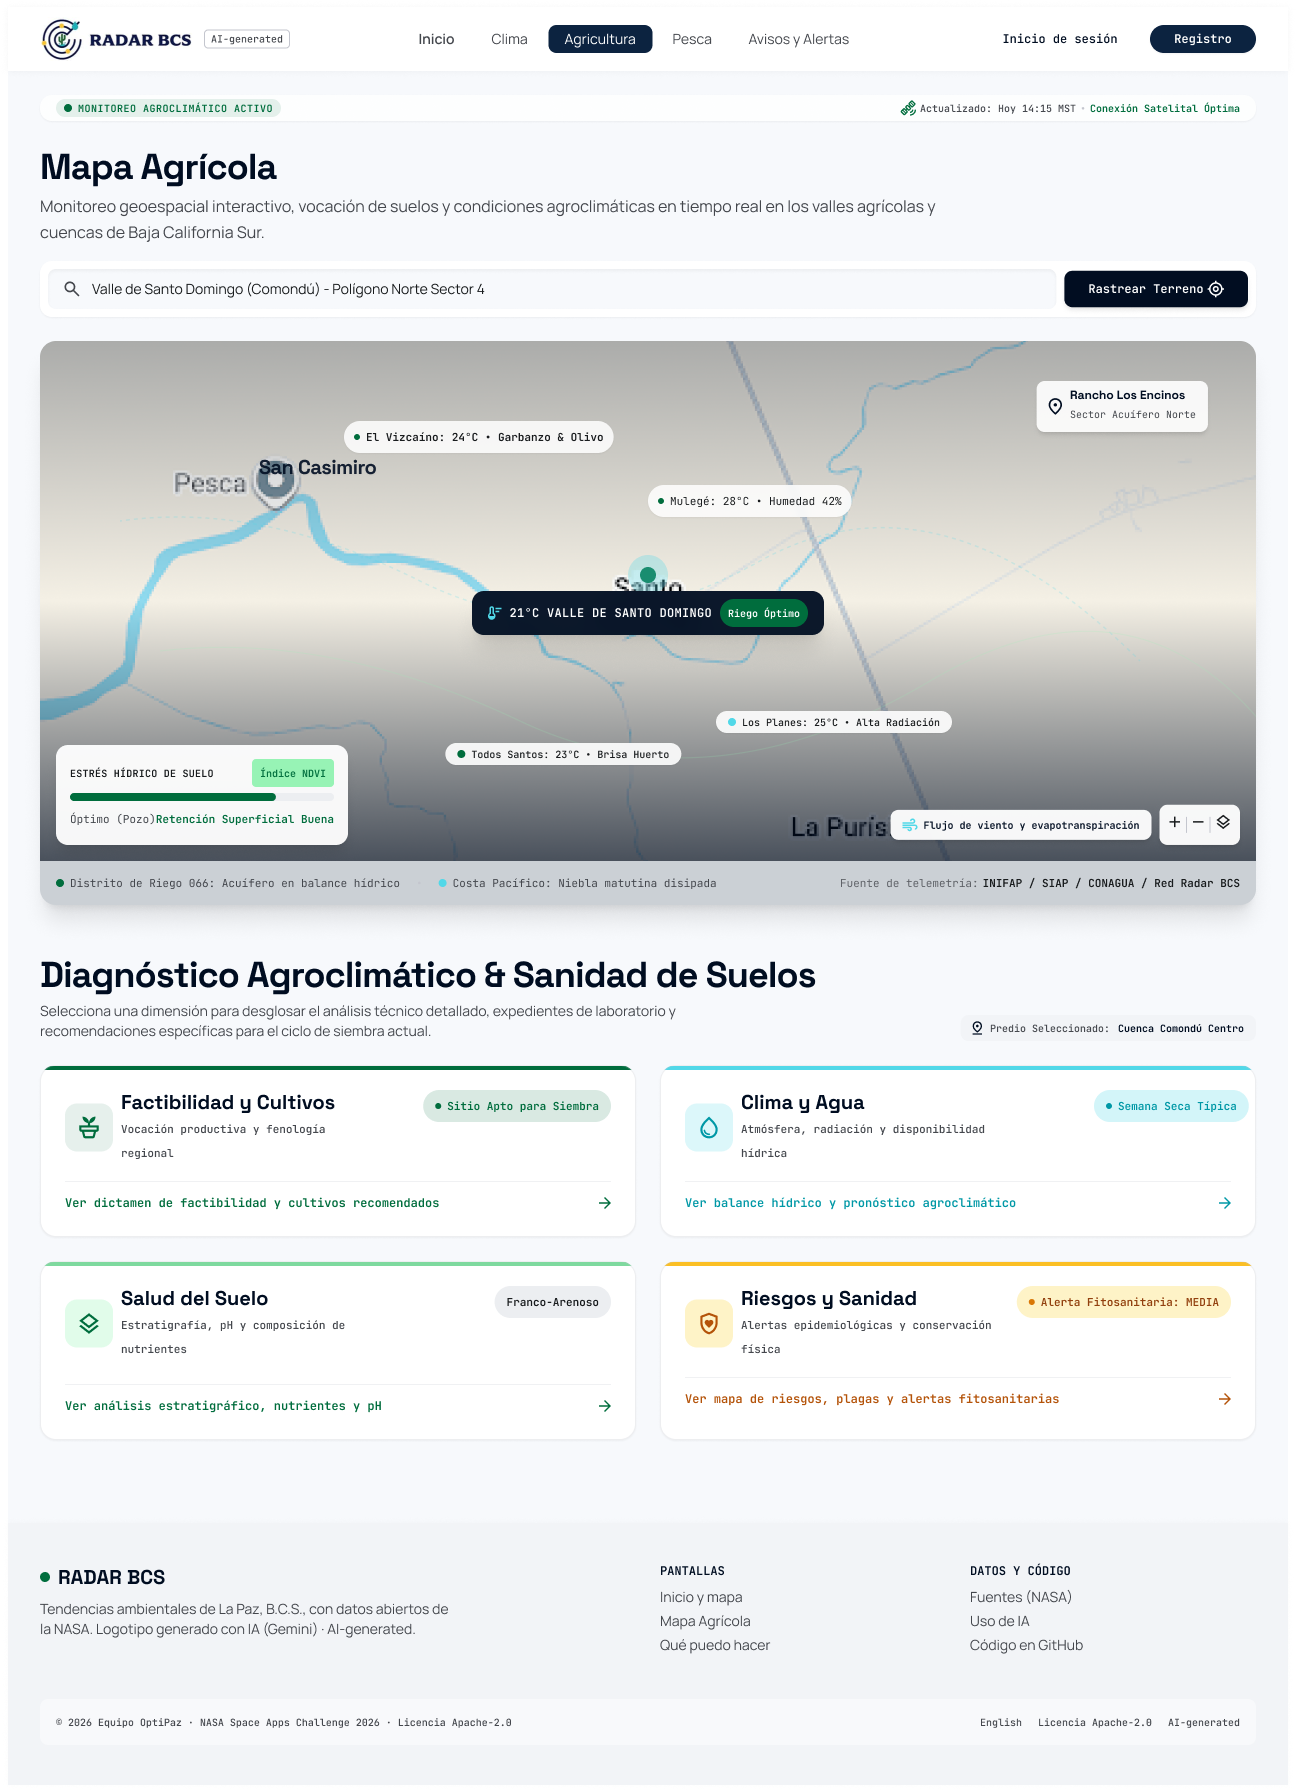 RADAR BCS
AI-generated
Inicio
Clima
Agricultura
Pesca
Avisos y Alertas
Inicio de sesión
Registro
MONITOREO AGROCLIMÁTICO ACTIVO
Actualizado: Hoy 14:15 MST · Conexión Satelital Óptima
Mapa Agrícola
Monitoreo geoespacial interactivo, vocación de suelos y condiciones agroclimáticas en tiempo real en los valles agrícolas y
cuencas de Baja California Sur.
Valle de Santo Domingo (Comondú) - Polígono Norte Sector 4
Rastrear Terreno
Rancho Los Encinos
Sector Acuífero Norte
El Vizcaíno: 24°C • Garbanzo & Olivo
San Casimiro
Pesca
Mulegé: 28°C • Humedad 42%
Santo
21°C VALLE DE SANTO DOMINGO
Riego Óptimo
Los Planes: 25°C • Alta Radiación
Todos Santos: 23°C • Brisa Huerto
ESTRÉS HÍDRICO DE SUELO
Índice NDVI
Óptimo (Pozo)Retención Superficial Buena
La Purís
Flujo de viento y evapotranspiración
Distrito de Riego 066: Acuífero en balance hídrico
Costa Pacífico: Niebla matutina disipada
Fuente de telemetría: INIFAP / SIAP / CONAGUA / Red Radar BCS
Diagnóstico Agroclimático & Sanidad de Suelos
Selecciona una dimensión para desglosar el análisis técnico detallado, expedientes de laboratorio y
recomendaciones específicas para el ciclo de siembra actual.
Predio Seleccionado: Cuenca Comondú Centro
Factibilidad y Cultivos
Vocación productiva y fenología
regional
Sitio Apto para Siembra
Ver dictamen de factibilidad y cultivos recomendados
Clima y Agua
Atmósfera, radiación y disponibilidad
hídrica
Semana Seca Típica
Ver balance hídrico y pronóstico agroclimático
Salud del Suelo
Estratigrafía, pH y composición de
nutrientes
Franco-Arenoso
Ver análisis estratigráfico, nutrientes y pH
Riesgos y Sanidad
Alertas epidemiológicas y conservación
física
Alerta Fitosanitaria: MEDIA
Ver mapa de riesgos, plagas y alertas fitosanitarias
RADAR BCS
Tendencias ambientales de La Paz, B.C.S., con datos abiertos de
la NASA. Logotipo generado con IA (Gemini) · AI-generated.
PANTALLAS
Inicio y mapa
Mapa Agrícola
Qué puedo hacer
DATOS Y CÓDIGO
Fuentes (NASA)
Uso de IA
Código en GitHub
© 2026 Equipo OptiPaz · NASA Space Apps Challenge 2026 · Licencia Apache-2.0
English
Licencia Apache-2.0
AI-generated